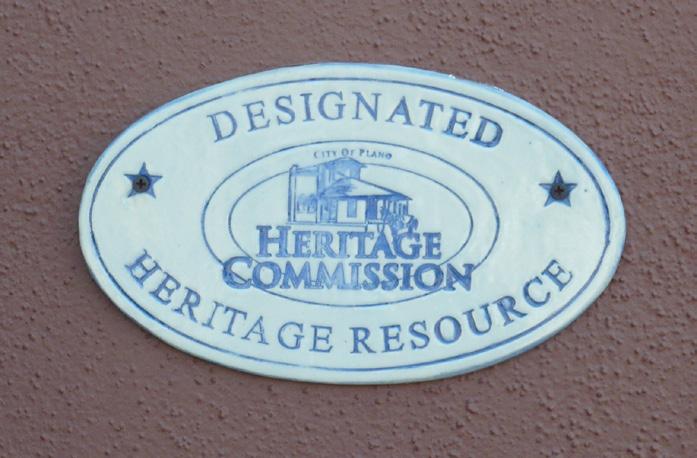 DESIGNATED
CITY OF PLANO
HERITAGE
COMMISSION
HERITAGE RESOURCE